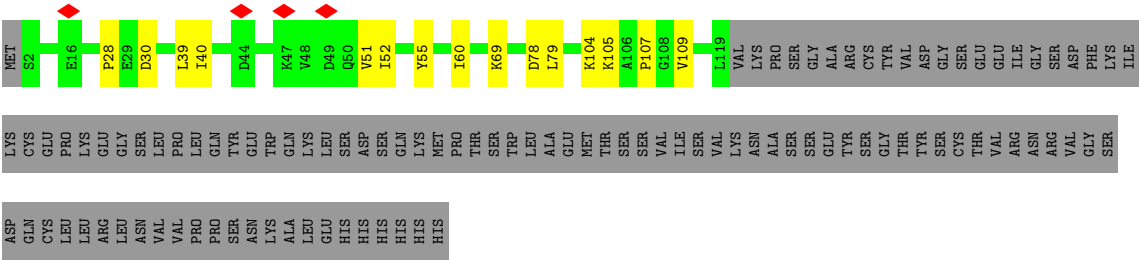 MET S2 E16 P28 E29 D30 L39 I40 D44 K47 V48 D49 Q50 V51 I52 Y55 I60 K69 D78 L79 K104 K105 A106 P107 G108 V109 L119 VAL LYS PRO SER GLY ALA ARG CYS TYR VAL ASP GLY SER GLU GLU ILE GLY SER ASP PHE LYS ILE
LYS CYS GLU PRO LYS GLU GLY SER LEU PRO LEU GLN TYR GLU TRP GLN LYS LEU SER ASP SER GLN LYS MET PRO THR SER TRP LEU ALA GLU MET THR SER SER VAL ILE SER VAL LYS ASN ALA SER SER GLU TYR SER GLY THR TYR SER CYS THR VAL ARG ASN ARG VAL GLY SER
ASP GLN CYS LEU LEU ARG LEU ASN VAL VAL PRO PRO SER ASN LYS ALA LEU GLU HIS HIS HIS HIS HIS HIS